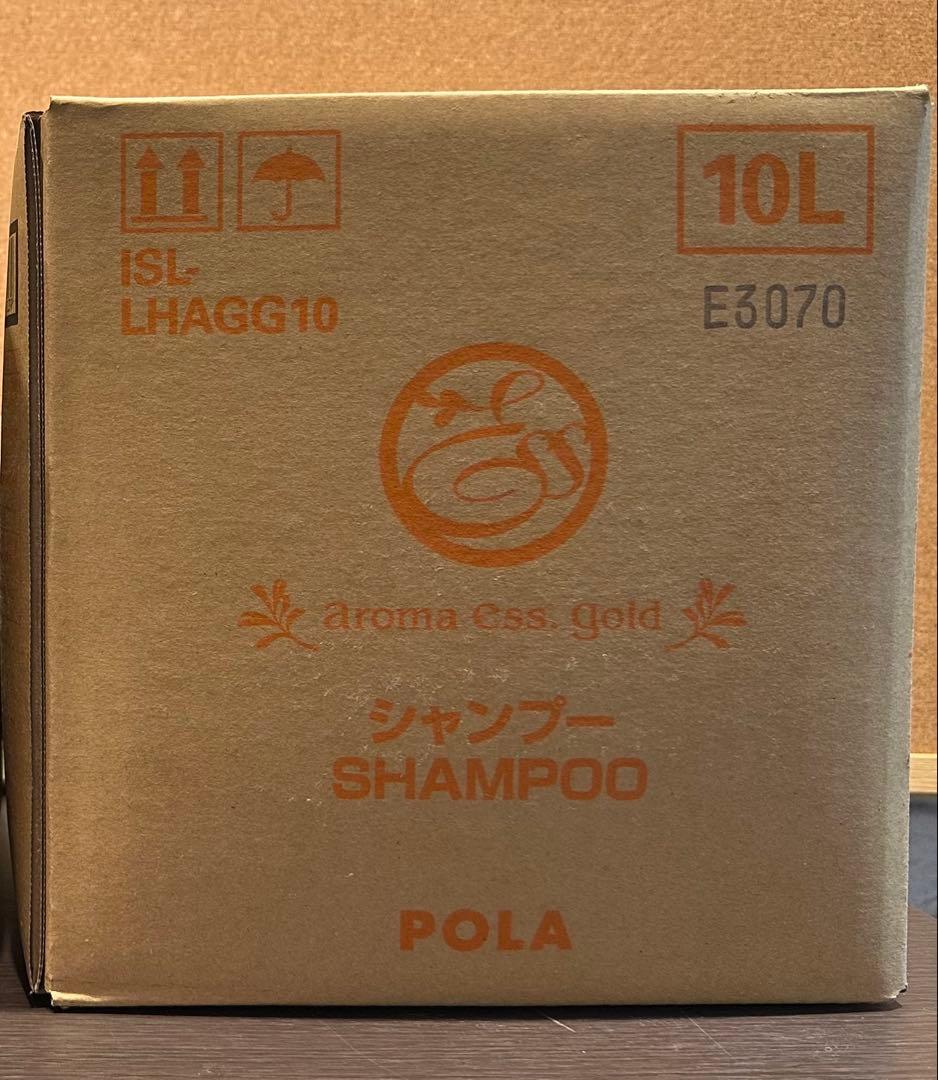 10L
ISL-
LHAGG10
E3070
aroma ess. gold
シャンプー
SHAMPOO
POLA